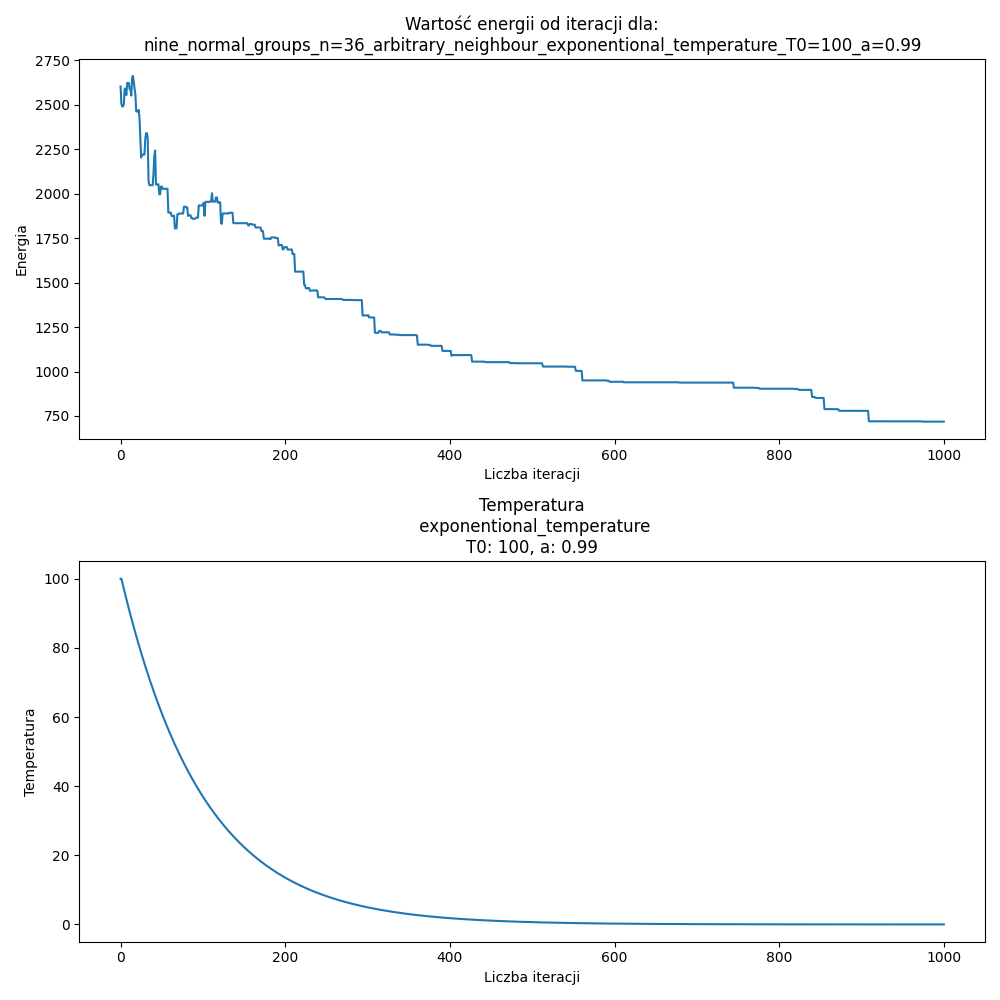 Wartość energii od iteracji dla:
nine_normal_groups_n=36_arbitrary_neighbour_exponentional_temperature_T0=100_a=0.99
2750
2500
2250
2000
1750
1500
1250
1000
750
Energia
0 200 400 600 800 1000
Liczba iteracji
Temperatura
exponentional_temperature
T0: 100, a: 0.99
100
80
60
40
20
0
Temperatura
0 200 400 600 800 1000
Liczba iteracji